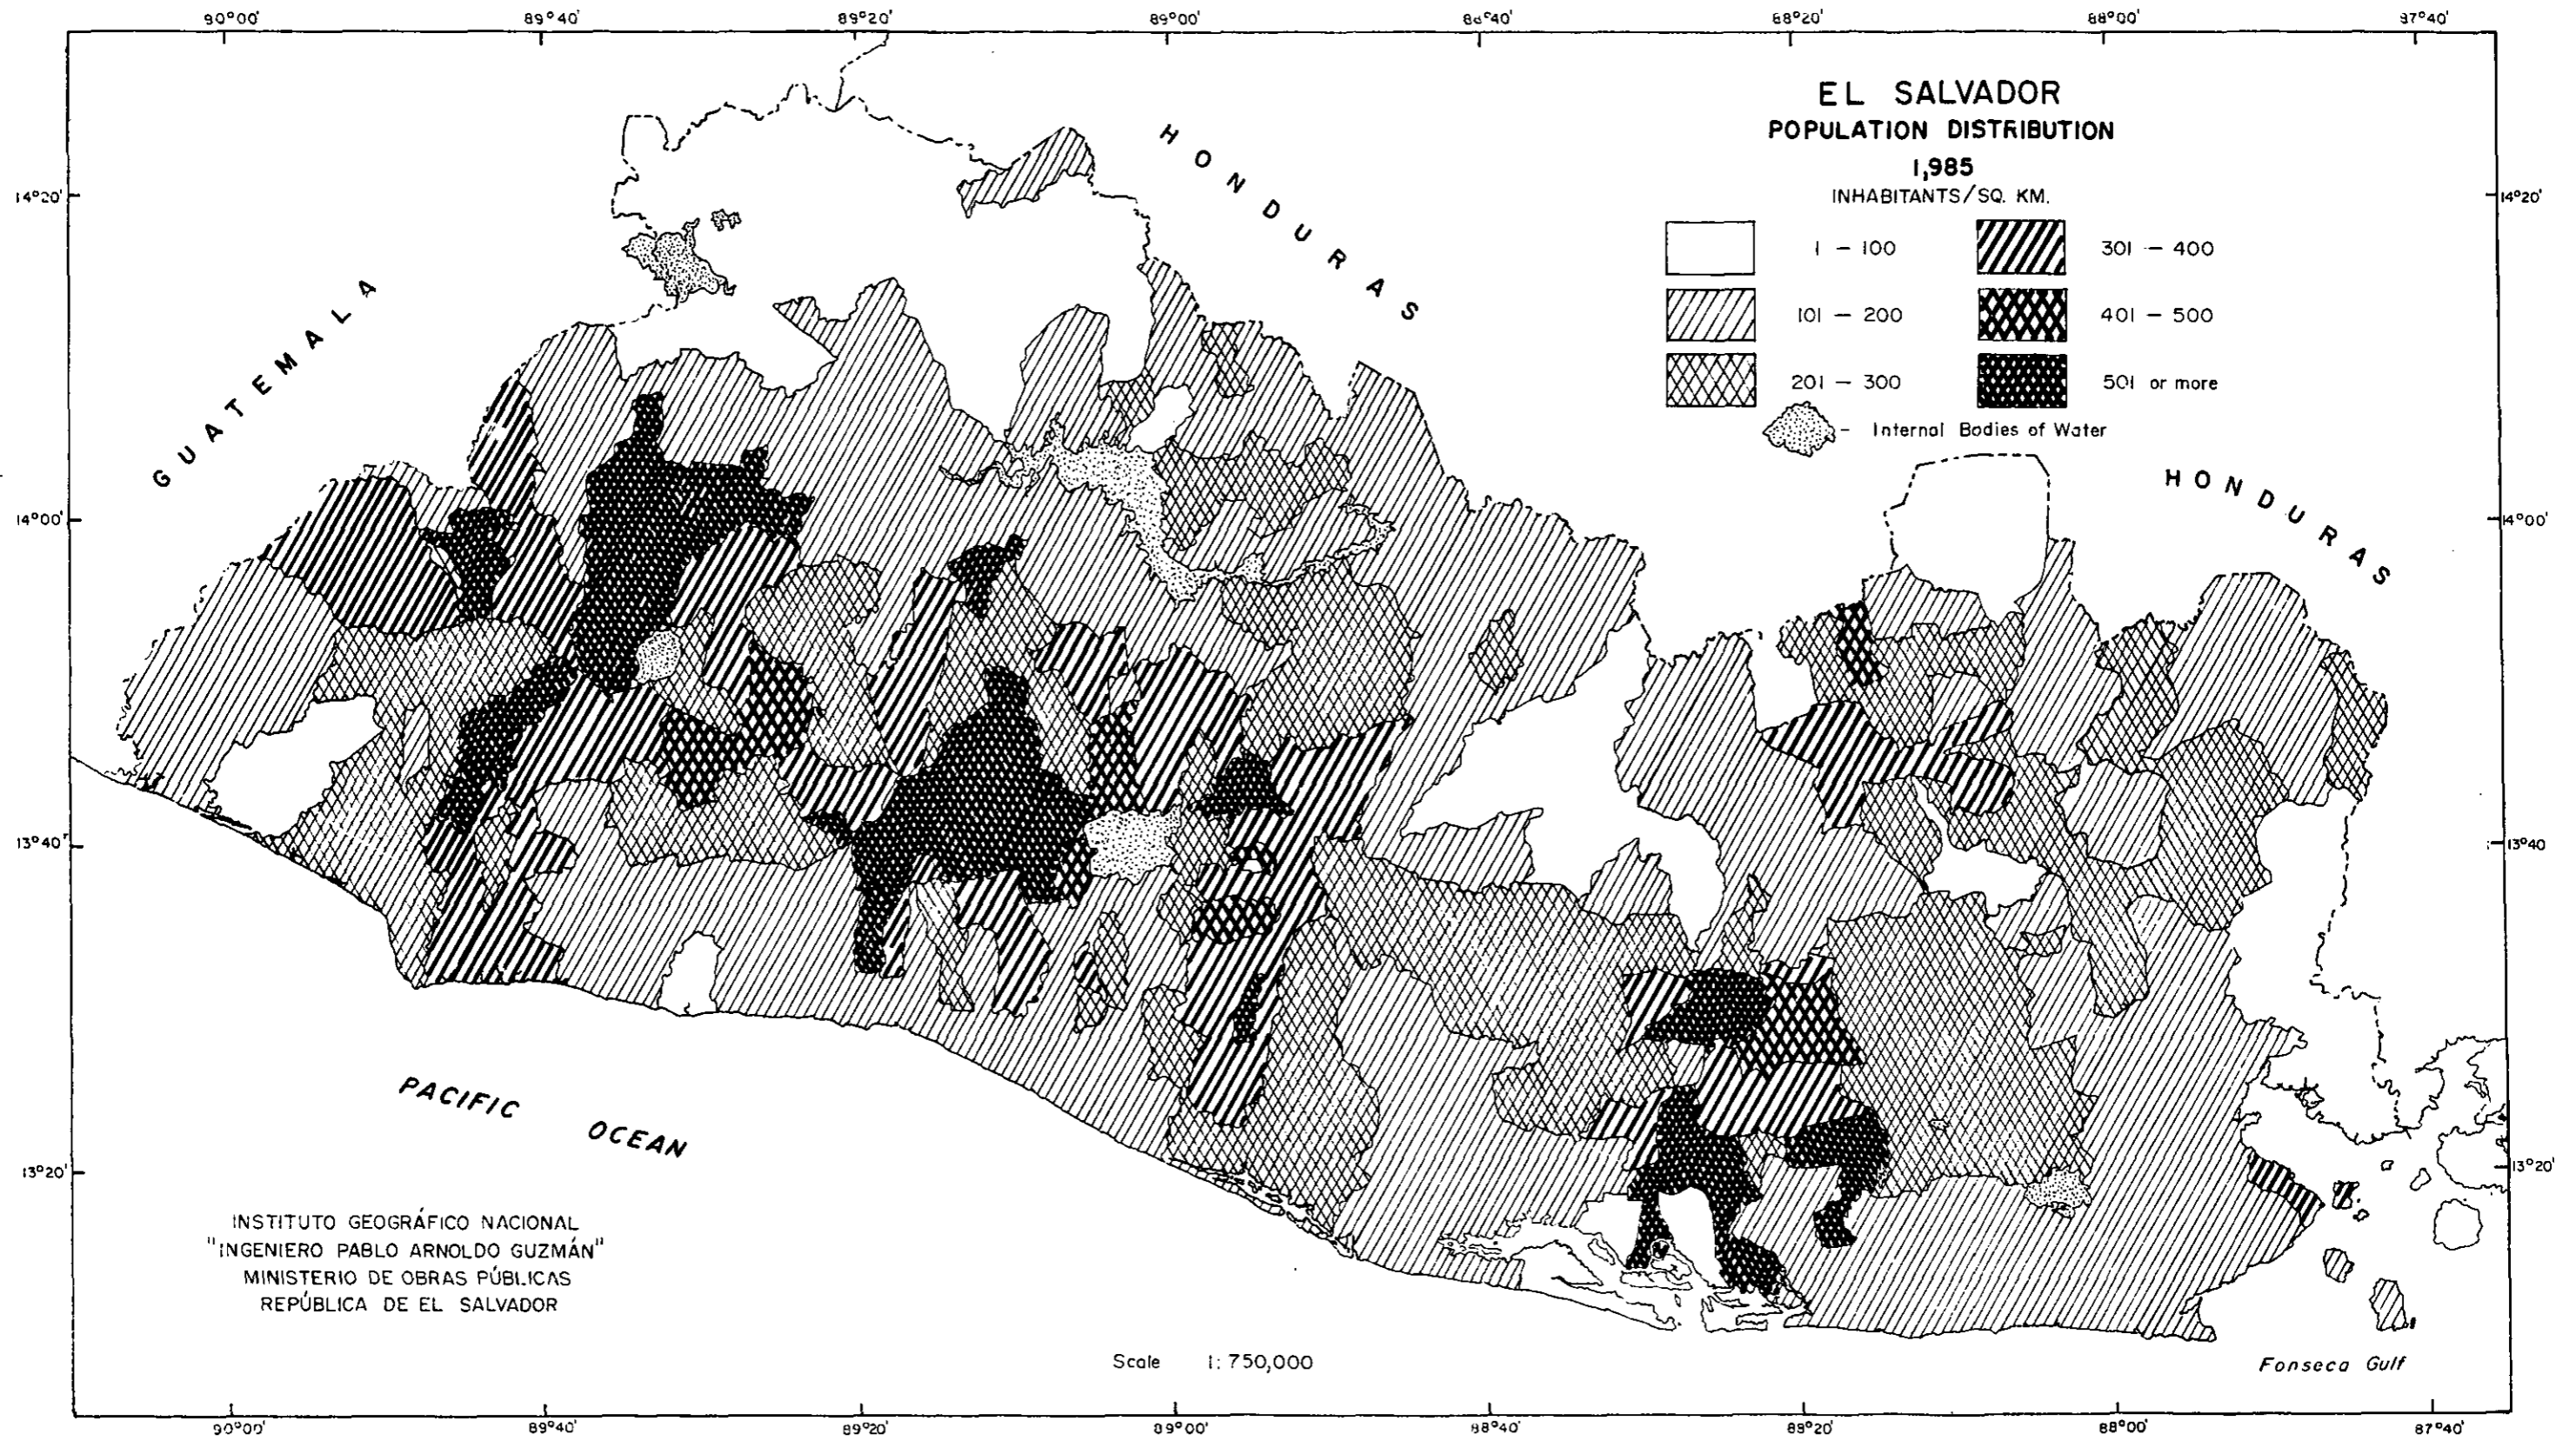 90°00' 89°40' 89°20' 89°00' 88°40' 88°20' 88°00' 87°40'
EL SALVADOR
POPULATION DISTRIBUTION
1,985
INHABITANTS/SQ. KM.
1 - 100
301 - 400
101 - 200
401 - 500
201 - 300
501 or more
- Internal Bodies of Water
HONDURAS
GUATEMALA
HONDURAS
14°20' 14°20'
14°00' 14°00'
13°40' 13°40
13°20' 13°20'
PACIFIC OCEAN
INSTITUTO GEOGRÁFICO NACIONAL
"INGENIERO PABLO ARNOLDO GUZMÁN"
MINISTERIO DE OBRAS PÚBLICAS
REPÚBLICA DE EL SALVADOR
Scale 1:750,000
Fonseca Gulf
90°00' 89°40' 89°20' 89°00' 88°40' 88°20' 88°00' 87°40'